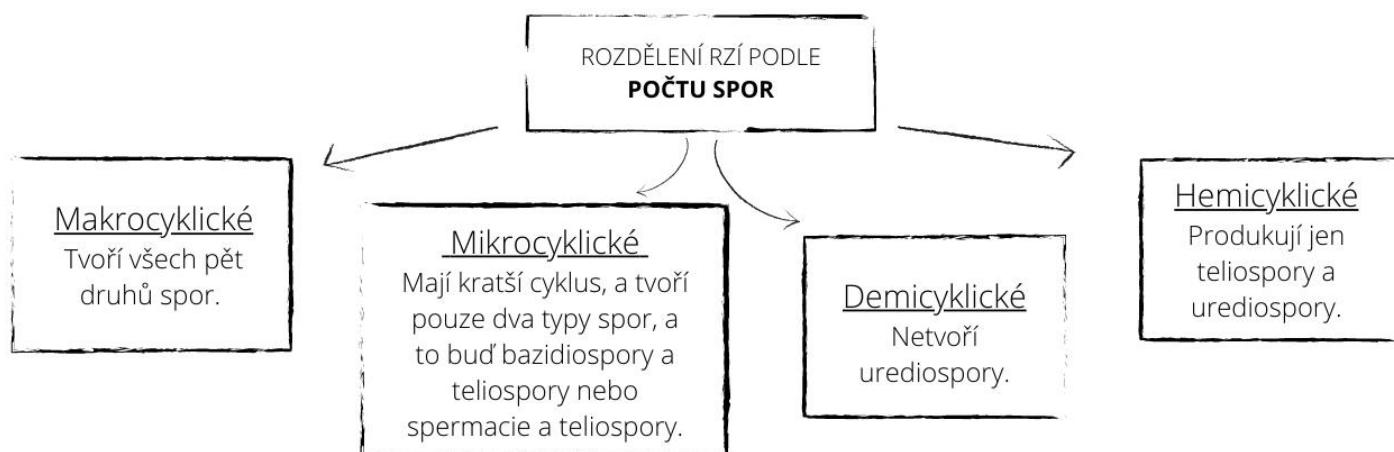 ROZDĚLENÍ RZÍ PODLE
POČTU SPOR
Makrocyklické
Tvoří všech pět
druhů spor.
Mikrocyklické
Mají kratší cyklus, a tvoří
pouze dva typy spor, a
to buď bazidiospory a
teliospory nebo
spermacie a teliospory.
Demicyklické
Netvoří
urediospory.
Hemicyklické
Produkují jen
teliospory a
urediospory.